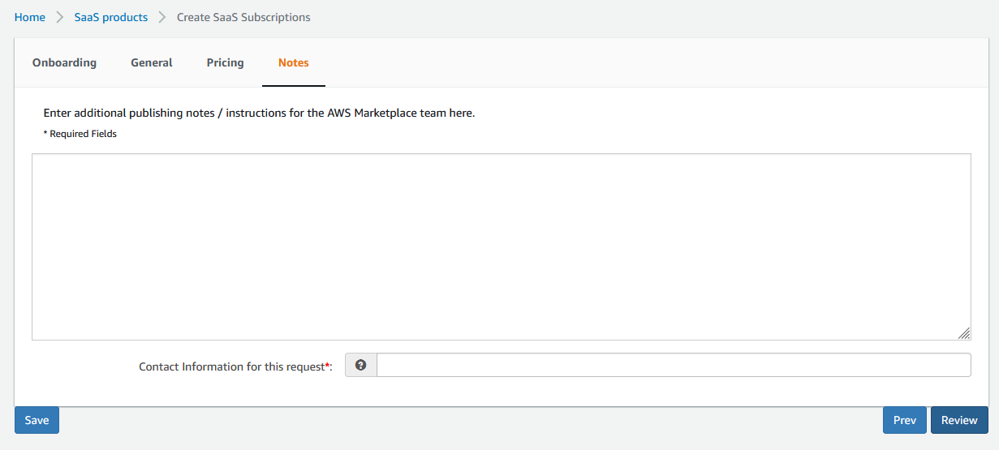 Home > SaaS products > Create SaaS Subscriptions
Onboarding General Pricing Notes
Enter additional publishing notes / instructions for the AWS Marketplace team here.
* Required Fields
Contact Information for this request*: ?
Save Prev Review